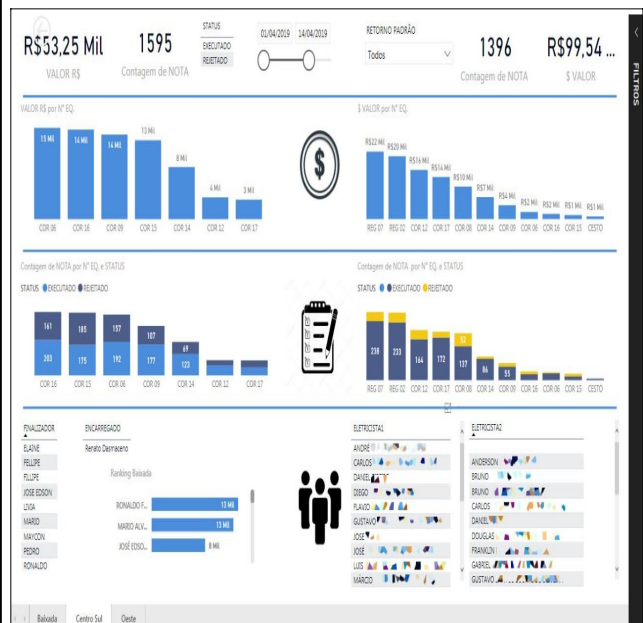 R$53,25 Mil
VALOR R$
1595
Contagem de NOTA
STATUS
EXECUTADO
REJEITADO
01/04/2019 14/04/2019
RETORNO PADRÃO
Todos
1396
Contagem de NOTA
R$99,54 ...
$ VALOR
FILTROS
VALOR R$ por N° EQ.
15 Mil 14 Mil 14 Mil 13 Mil 8 Mil 4 Mil 3 Mil
COR 06 COR 16 COR 09 COR 15 COR 14 COR 12 COR 17
$ VALOR por N° EQ.
R$22 Mil R$20 Mil R$16 Mil R$14 Mil R$10 Mil R$7 Mil R$4 Mil R$2 Mil R$2 Mil R$1 Mil R$1 Mil
REG 07 REG 02 COR 12 COR 17 COR 08 COR 14 COR 09 COR 06 COR 16 COR 15 CESTO
Contagem de NOTA por N° EQ. e STATUS
STATUS EXECUTADO REJEITADO
161 185 157 107 69
203 175 192 177 123
COR 16 COR 15 COR 06 COR 09 COR 14 COR 12 COR 17
Contagem de NOTA por N° EQ. e STATUS
STATUS EXECUTADO REJEITADO
238 233 164 172 137 86 55
REG 07 REG 02 COR 12 COR 17 COR 08 COR 14 COR 09 COR 06 COR 16 COR 15 CESTO
FINALIZADOR
ELAINE
FELLIPE
FILLIPE
JOSE EDSON
LIVIA
MARIO
MAYCON
PEDRO
RONALDO
ENCARREGADO
Renato Dasmaceno
Ranking Baixada
RONALDO F... 13 Mil
MARIO ALV... 13 Mil
JOSÉ EDSO... 8 Mil
ELETRICISTA1
ANDRÉ
CARLOS
DANIEL
DIEGO
FLAVIO
GUSTAVO
JOSE
JOSÉ
LUIS
MÁRCIO
ELETRICISTA2
ANDERSON
BRUNO
BRUNO
CARLOS
DANIEL
DOUGLAS
FRANKLIN
GABRIEL
GUSTAVO
Baixada Centro Sul Oeste